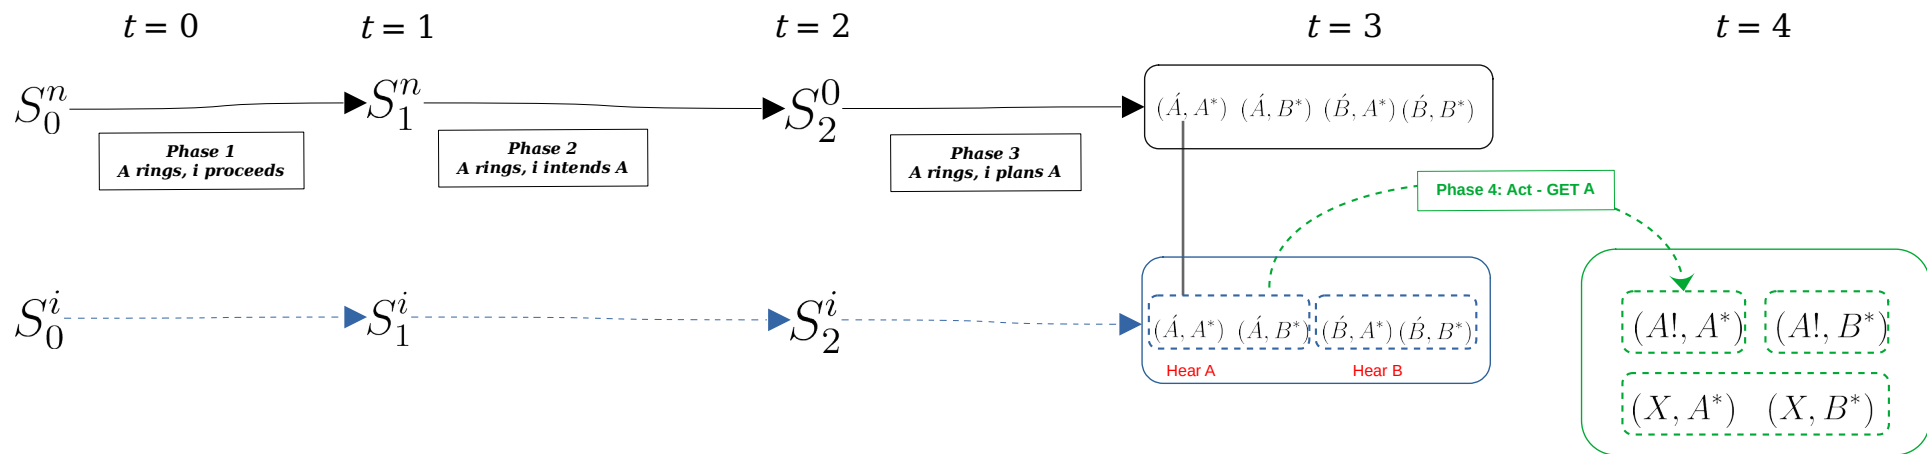 t = 0 t = 1 t = 2 t = 3 t = 4
S_0^n S_1^n S_2^0 (Á, A*) (Á, B*) (B́, A*) (B́, B*)
Phase 1
A rings, i proceeds
Phase 2
A rings, i intends A
Phase 3
A rings, i plans A
Phase 4: Act - GET A
S_0^i S_1^i S_2^i (Á, A*) (Á, B*) (B́, A*) (B́, B*)
Hear A Hear B
(A!, A*) (A!, B*)
(X, A*) (X, B*)